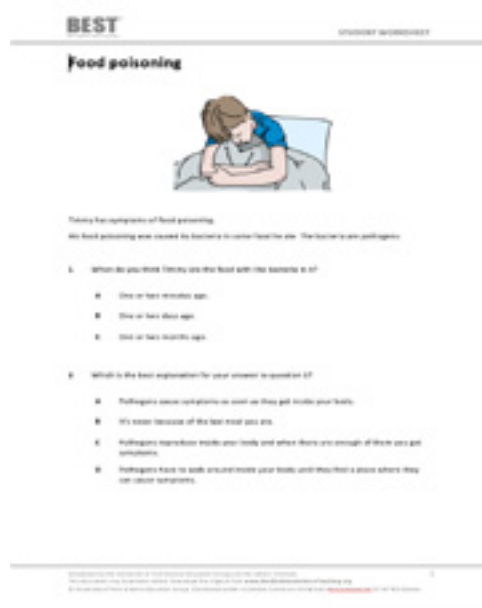 BEST
STUDENT WORKSHEET
Food poisoning
Timmy has symptoms of food poisoning.
His food poisoning was caused by bacteria in some food he ate. The bacteria are pathogens.
1. When do you think Timmy ate the food with the bacteria in it?
A One or two minutes ago.
B One or two days ago.
C One or two months ago.
2. Which is the best explanation for your answer to question 1?
A Pathogens cause symptoms as soon as they get inside your body.
B It's never because of the last meal you ate.
C Pathogens reproduce inside your body and when there are enough of them you get
symptoms.
D Pathogens have to walk around inside your body until they find a place where they
can cause symptoms.